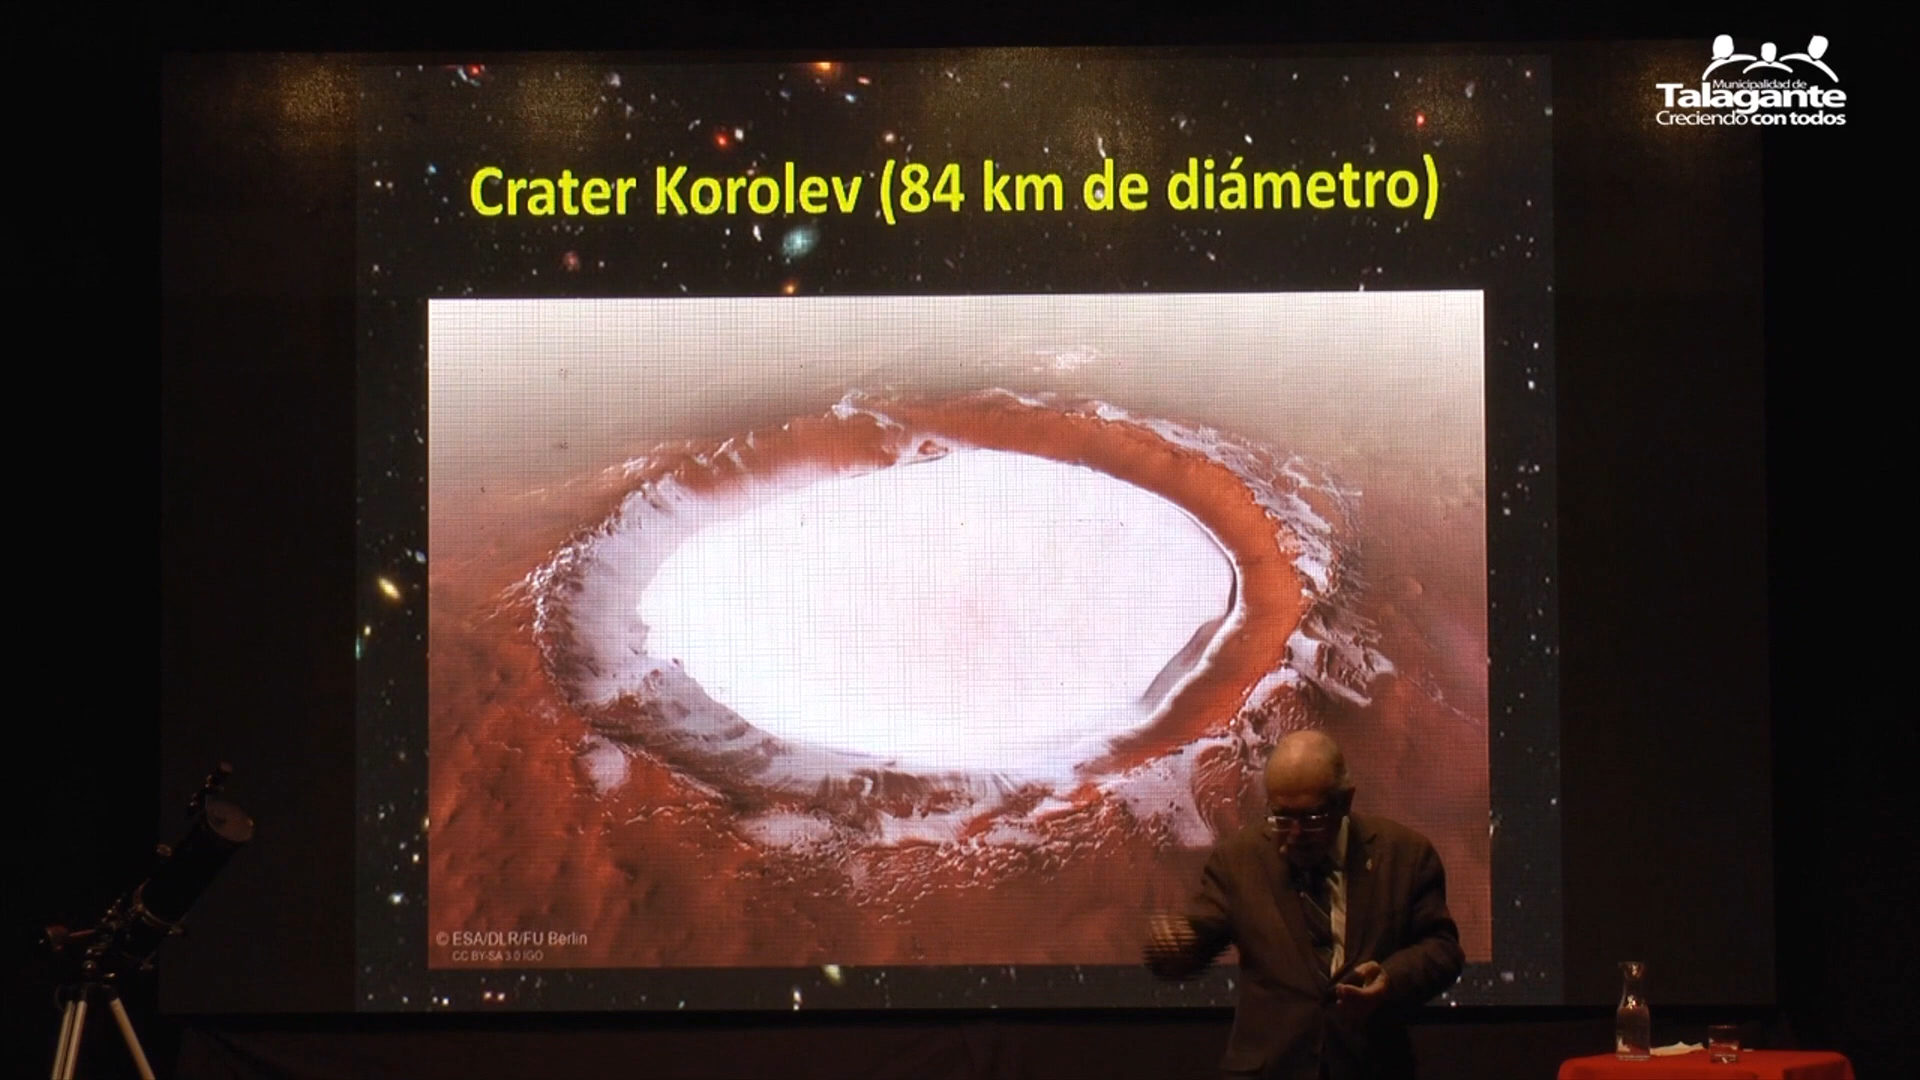 Municipalidad de
Talagante
Creciendo con todos
Crater Korolev (84 km de diámetro)
© ESA/DLR/FU Berlin
CC BY-SA 3.0 IGO